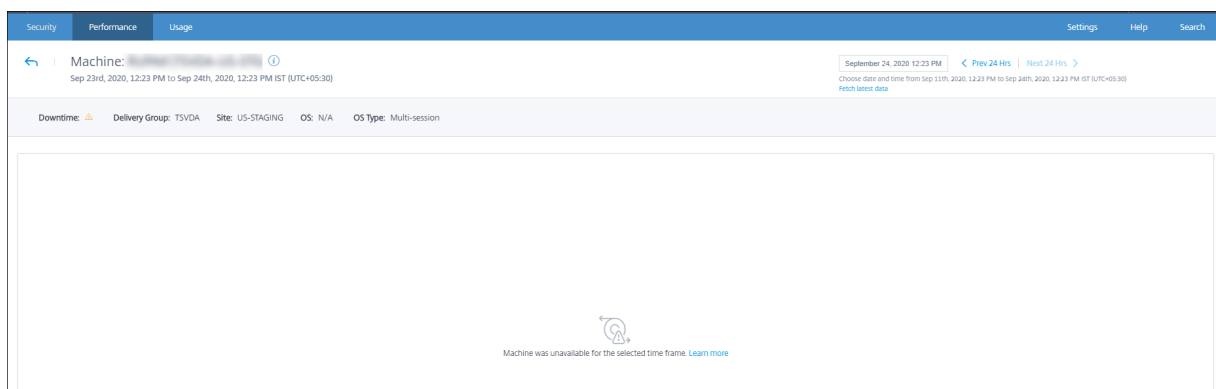 Security Performance Usage Settings Help Search
Machine:
Sep 23rd, 2020, 12:23 PM to Sep 24th, 2020, 12:23 PM IST (UTC+05:30)
September 24, 2020 12:23 PM Prev 24 Hrs Next 24 Hrs
Choose date and time from Sep 11th, 2020, 12:23 PM to Sep 24th, 2020, 12:23 PM IST (UTC+05:30)
Fetch latest data
Downtime: Delivery Group: TSVDA Site: US-STAGING OS: N/A OS Type: Multi-session
Machine was unavailable for the selected time frame. Learn more